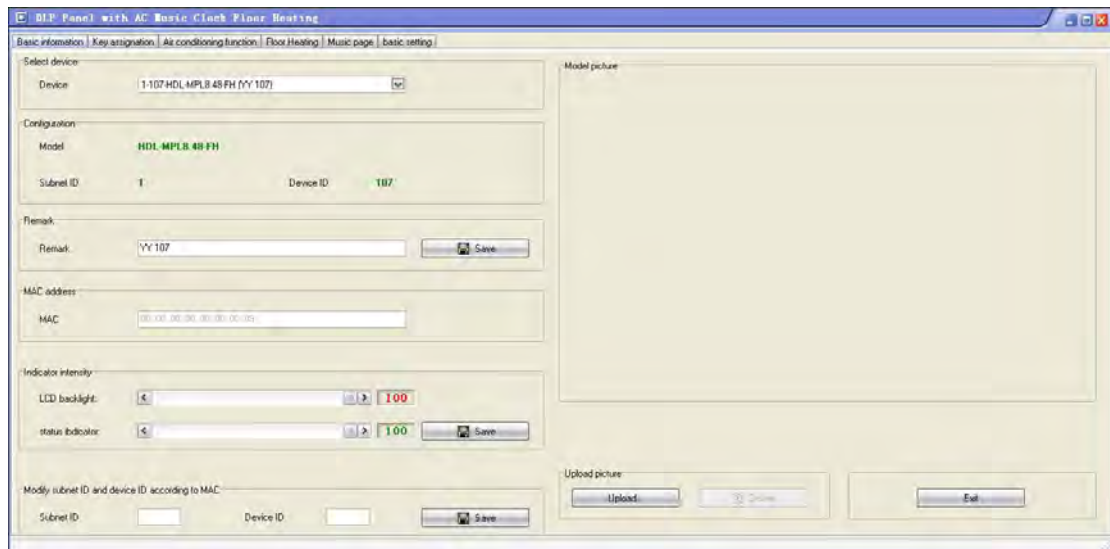 DLP Panel with AC Music Clock Floor Heating
Basic information Key assignation Air conditioning function Floor Heating Music page basic setting
Select device
Device 1-107-HDL-MPL8.48-FH (YY 107)
Configuration
Model HDL-MPL8.48-FH
Subnet ID 1 Device ID 107
Remark
Remark YY 107 Save
MAC address
MAC
Indicator intensity
LCD backlight: 100
status indicator 100 Save
Modify subnet ID and device ID according to MAC
Subnet ID Device ID Save
Model picture
Upload picture
Upload Exit